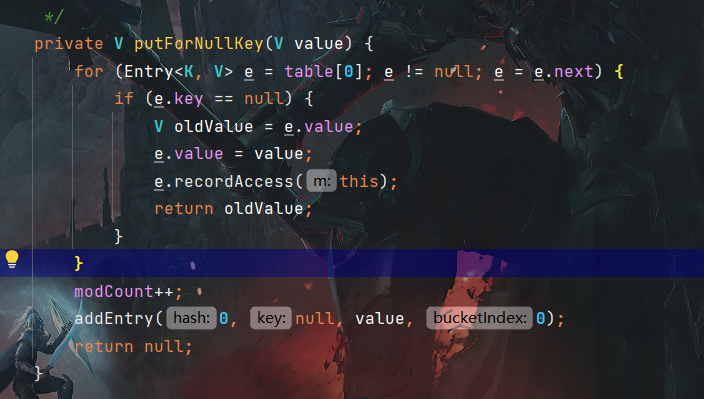 */
private V putForNullKey(V value) {
for (Entry<K, V> e = table[0]; e != null; e = e.next) {
if (e.key == null) {
V oldValue = e.value;
e.value = value;
e.recordAccess( m: this);
return oldValue;
}
}
modCount++;
addEntry( hash: 0, key: null, value, bucketIndex: 0);
return null;
}